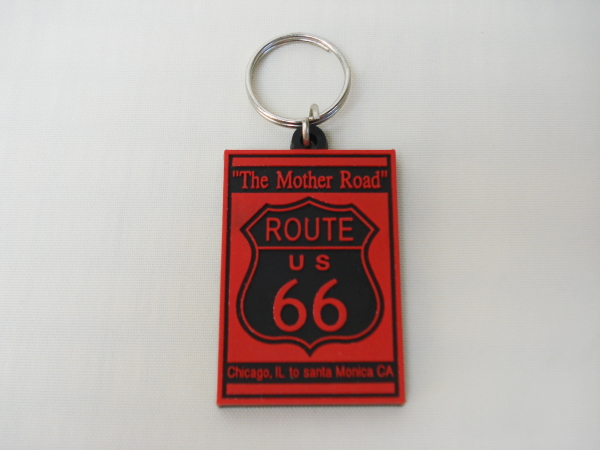 "The Mother Road"
ROUTE
US
66
Chicago, IL to santa Monica CA